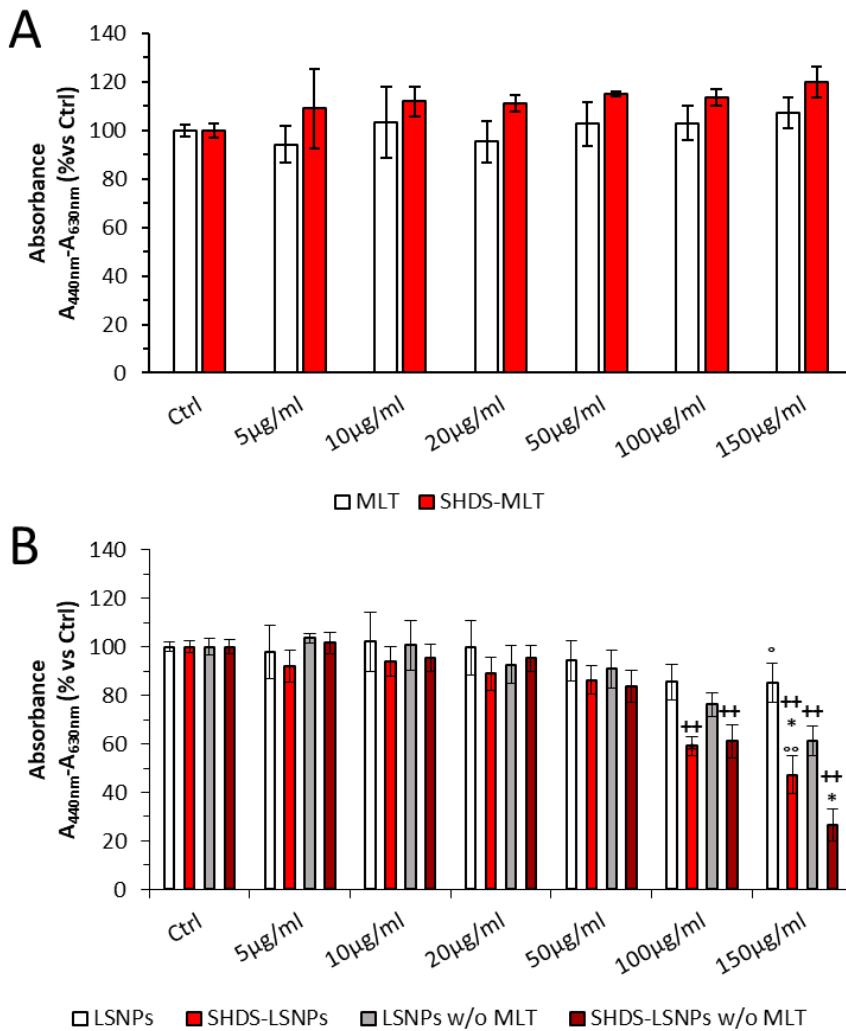 A
Absorbance
A440nm-A630nm (%vs Ctrl)
140
120
100
80
60
40
20
0
Ctrl
5µg/ml
10µg/ml
20µg/ml
50µg/ml
100µg/ml
150µg/ml
MLT SHDS-MLT
B
Absorbance
A440nm-A630nm (% vs Ctrl)
140
120
100
80
60
40
20
0
‡‡ ‡‡
° ‡‡ * °° ‡‡ ‡‡ *
Ctrl
5µg/ml
10µg/ml
20µg/ml
50µg/ml
100µg/ml
150µg/ml
LSNPs SHDS-LSNPs LSNPs w/o MLT SHDS-LSNPs w/o MLT